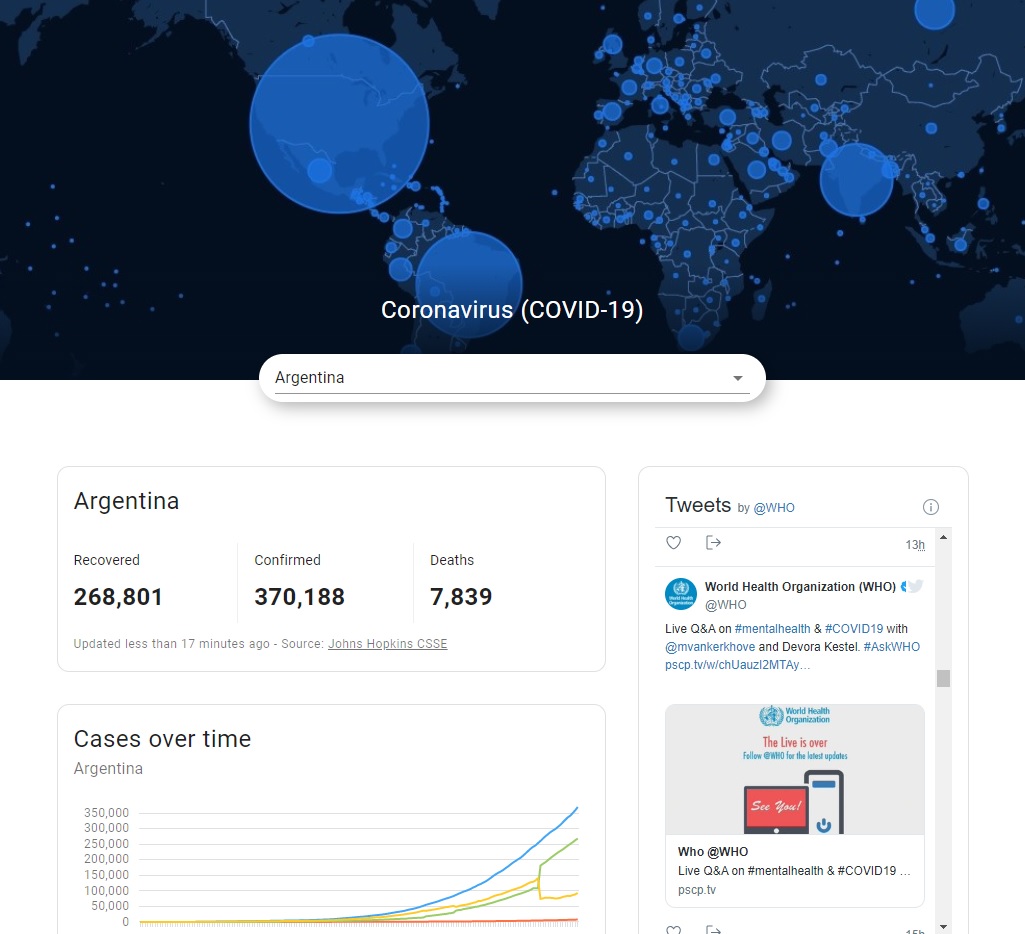 Coronavirus (COVID-19)
Argentina
Argentina
Recovered
268,801
Confirmed
370,188
Deaths
7,839
Updated less than 17 minutes ago - Source: Johns Hopkins CSSE
Cases over time
Argentina
350,000
300,000
250,000
200,000
150,000
100,000
50,000
0
Tweets by @WHO
13h
World Health Organization (WHO)
@WHO
Live Q&A on #mentalhealth & #COVID19 with
@mvankerkhove and Devora Kestel. #AskWHO
pscp.tv/w/chUauzI2MTAy…
World Health
Organization
The Live is over
Follow @WHO for the latest updates
See You!
Who @WHO
Live Q&A on #mentalhealth & #COVID19 …
pscp.tv
15h